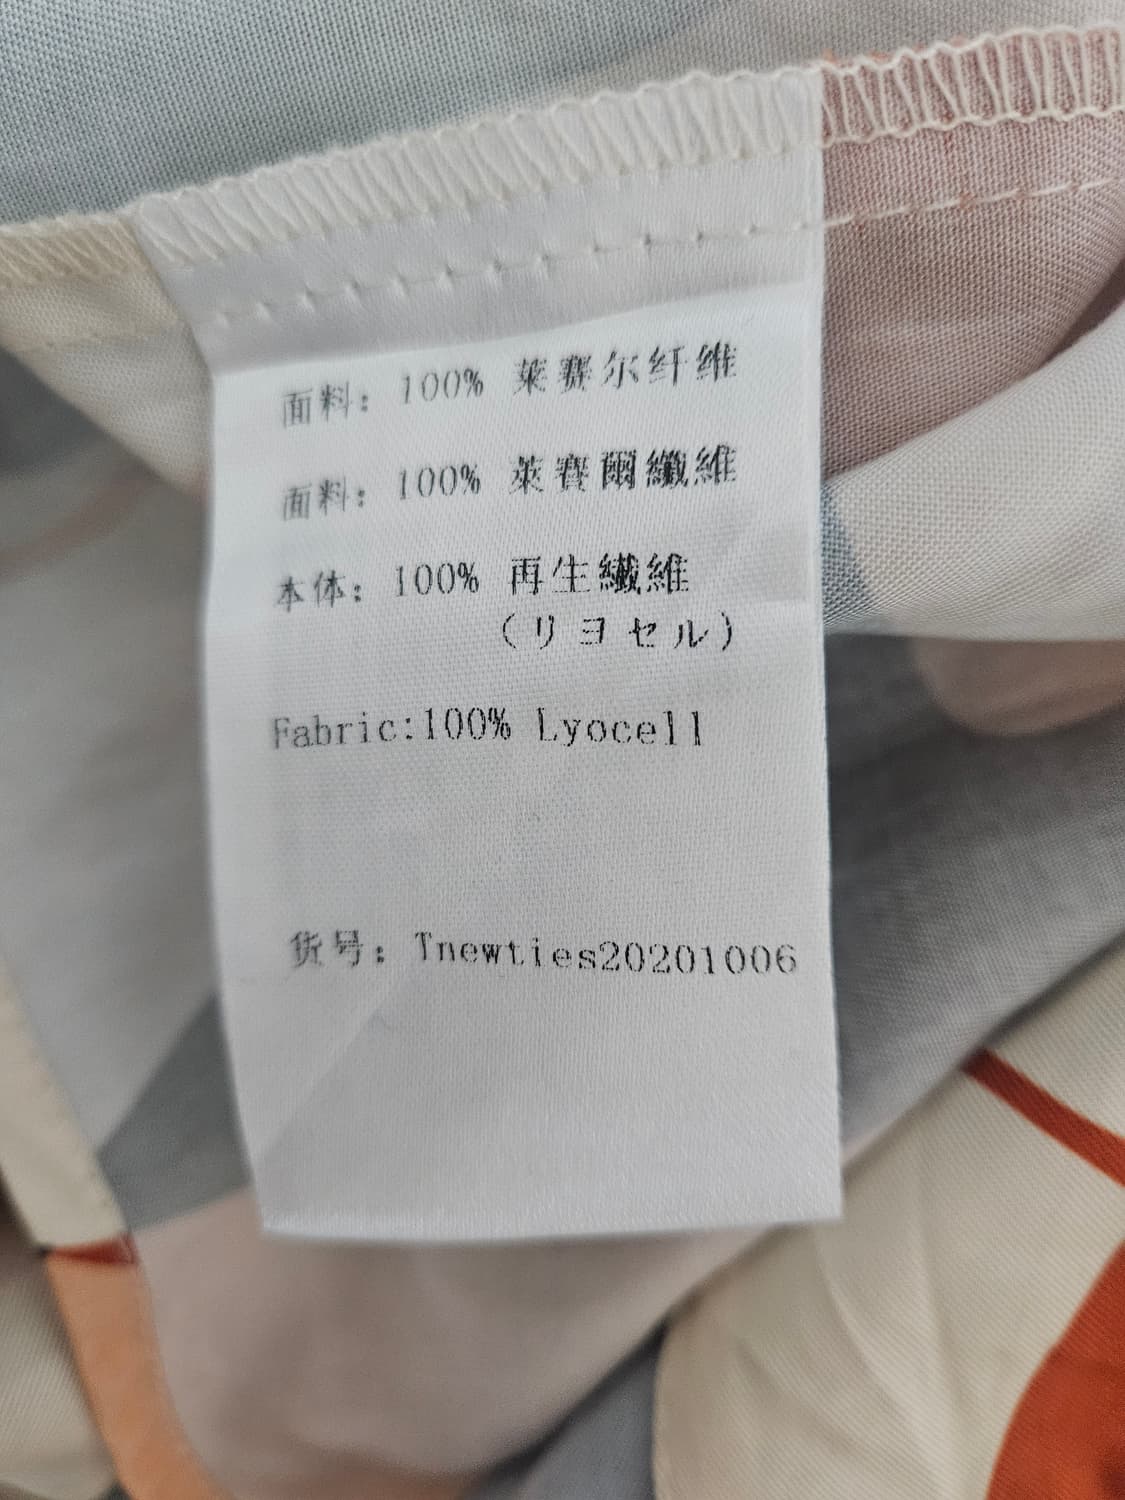 面料：100% 莱赛尔纤维
面料：100% 萊賽爾纖維
本体：100% 再生繊維
（リヨセル）
Fabric:100% Lyocell
货号：Tnewties20201006